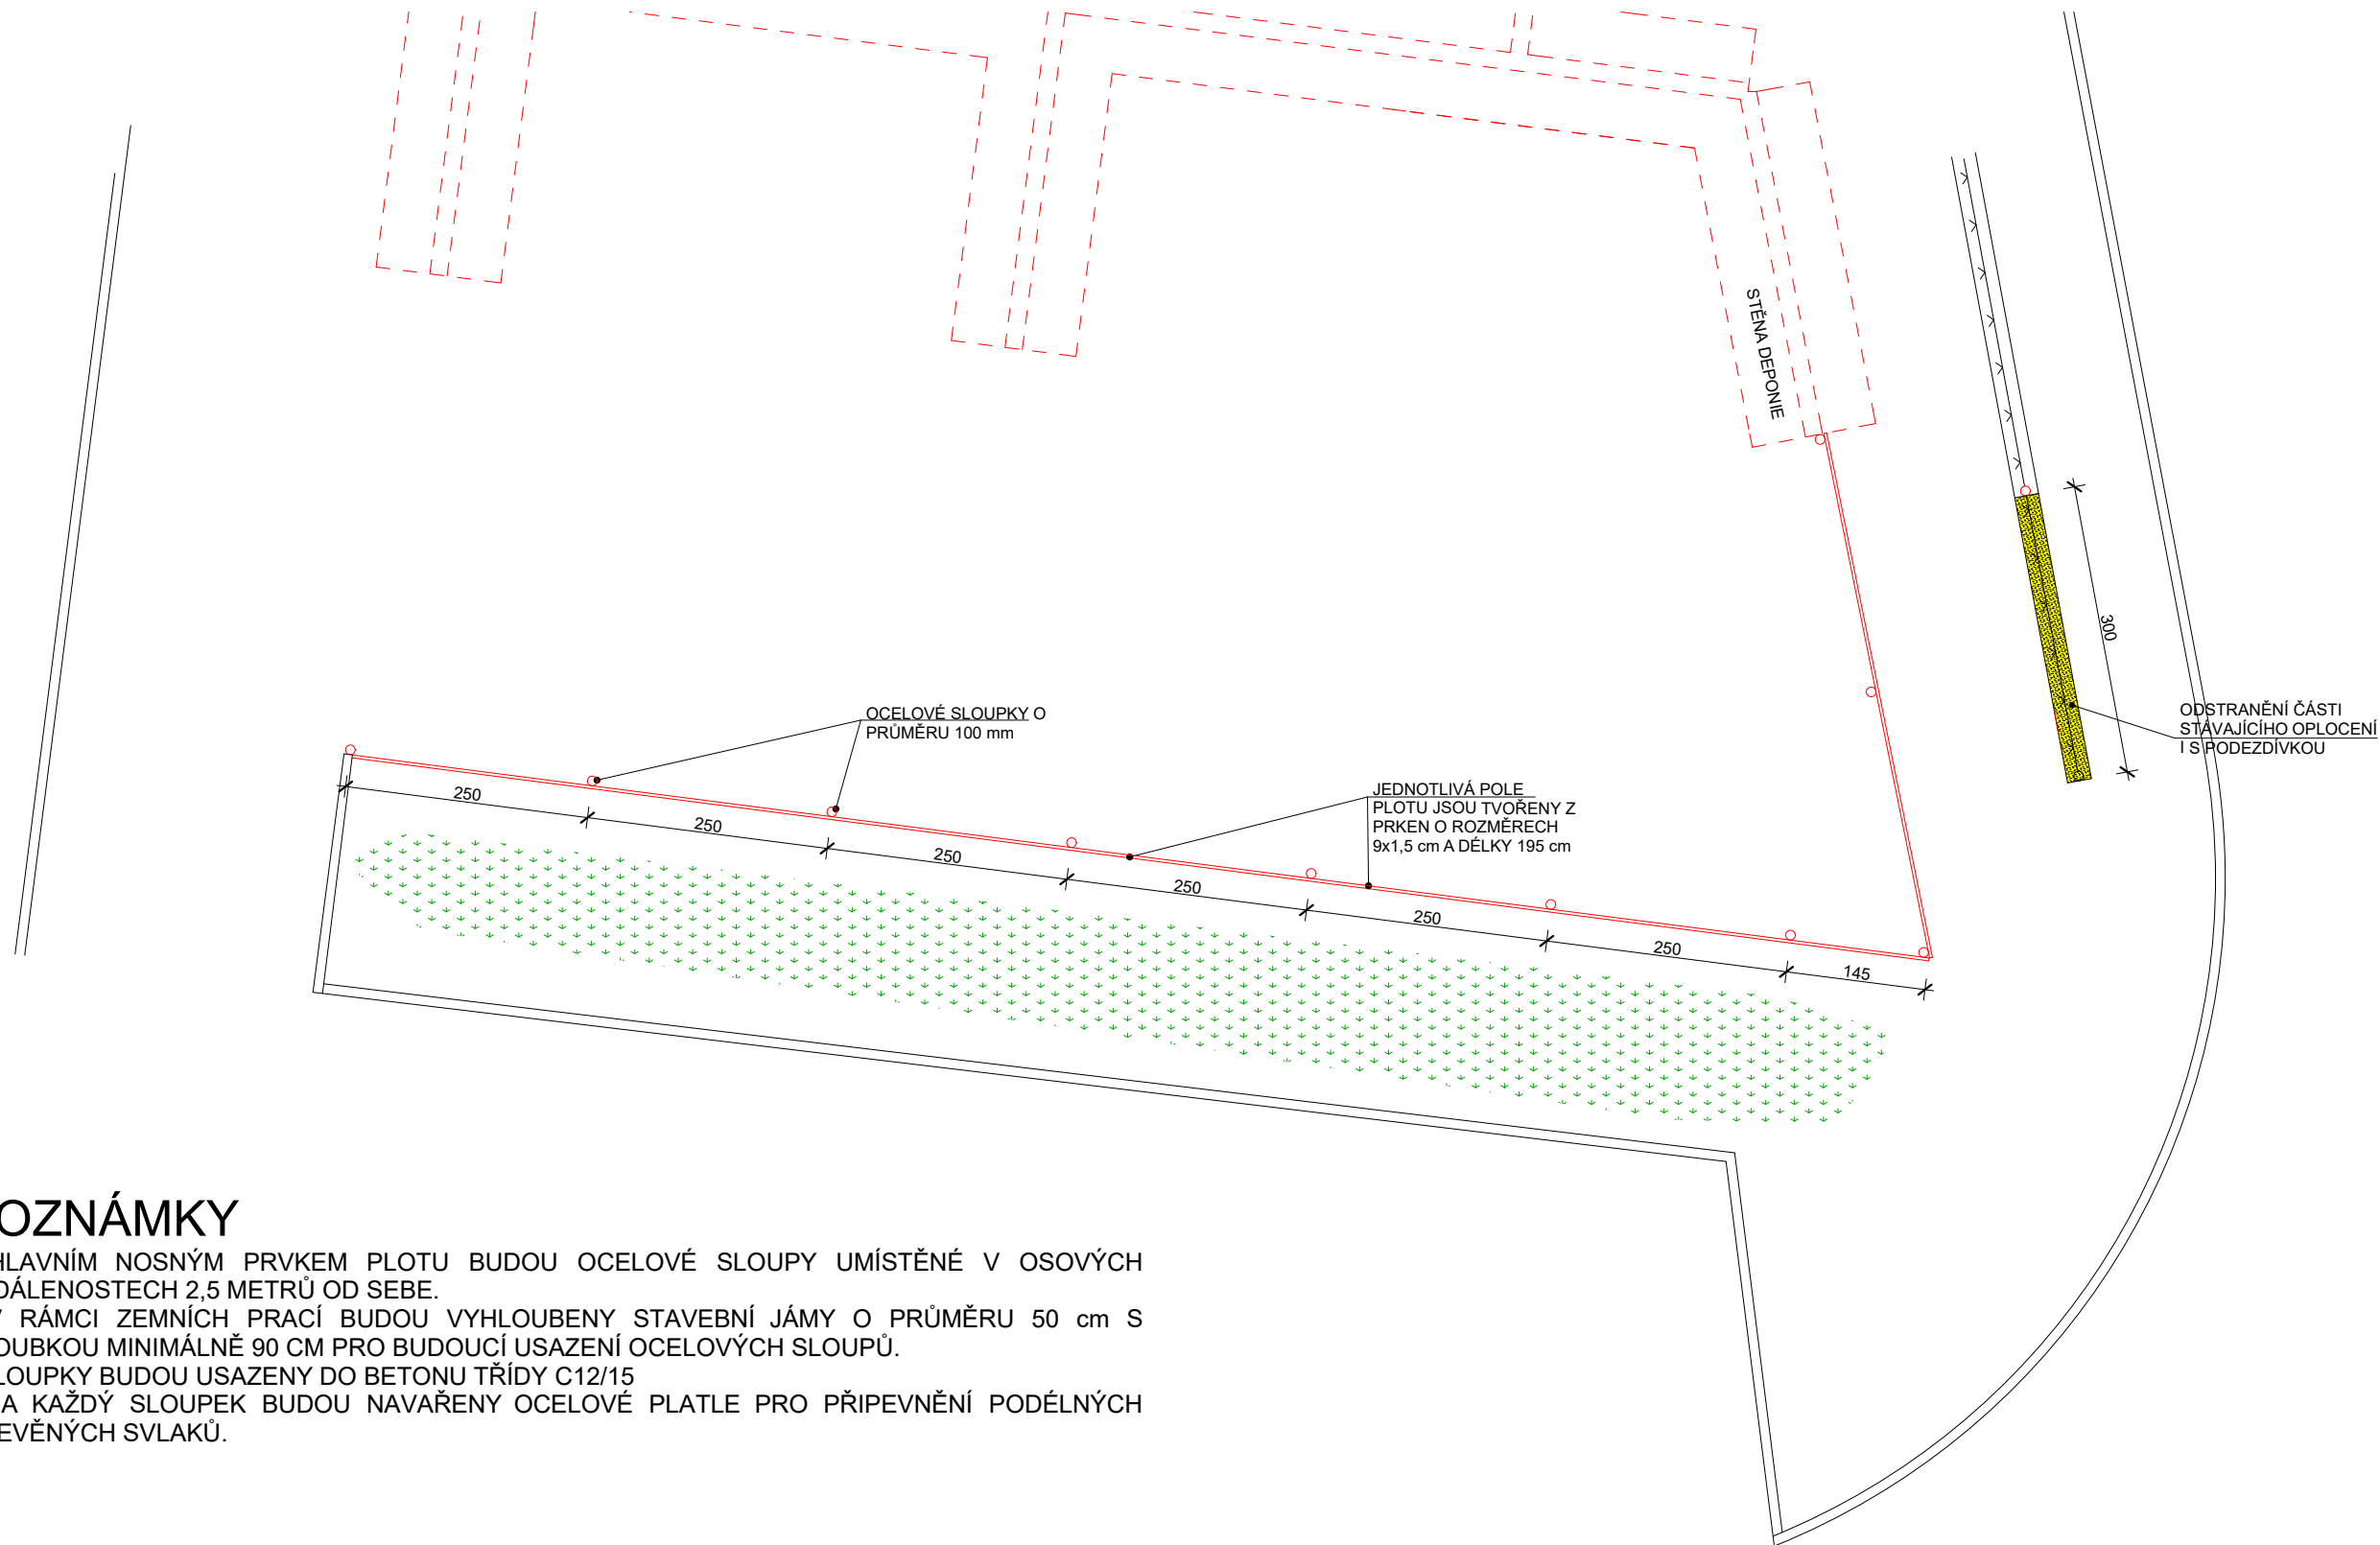 STĚNA DEPONIE
300
OCELOVÉ SLOUPKY O
PRŮMĚRU 100 mm
ODSTRANĚNÍ ČÁSTI
STÁVAJÍCÍHO OPLOCENÍ
I S PODEZDÍVKOU
JEDNOTLIVÁ POLE
PLOTU JSOU TVOŘENY Z
PRKEN O ROZMĚRECH
9x1,5 cm A DÉLKY 195 cm
250
250
250
250
250
250
145
OZNÁMKY
HLAVNÍM NOSNÝM PRVKEM PLOTU BUDOU OCELOVÉ SLOUPY UMÍSTĚNÉ V OSOVÝCH
DÁLENOSTECH 2,5 METRŮ OD SEBE.
V RÁMCI ZEMNÍCH PRACÍ BUDOU VYHLOUBENY STAVEBNÍ JÁMY O PRŮMĚRU 50 cm S
OUBKOU MINIMÁLNĚ 90 CM PRO BUDOUCÍ USAZENÍ OCELOVÝCH SLOUPŮ.
LOUPKY BUDOU USAZENY DO BETONU TŘÍDY C12/15
A KAŽDÝ SLOUPEK BUDOU NAVAŘENY OCELOVÉ PLATLE PRO PŘIPEVNĚNÍ PODÉLNÝCH
EVĚNÝCH SVLAKŮ.